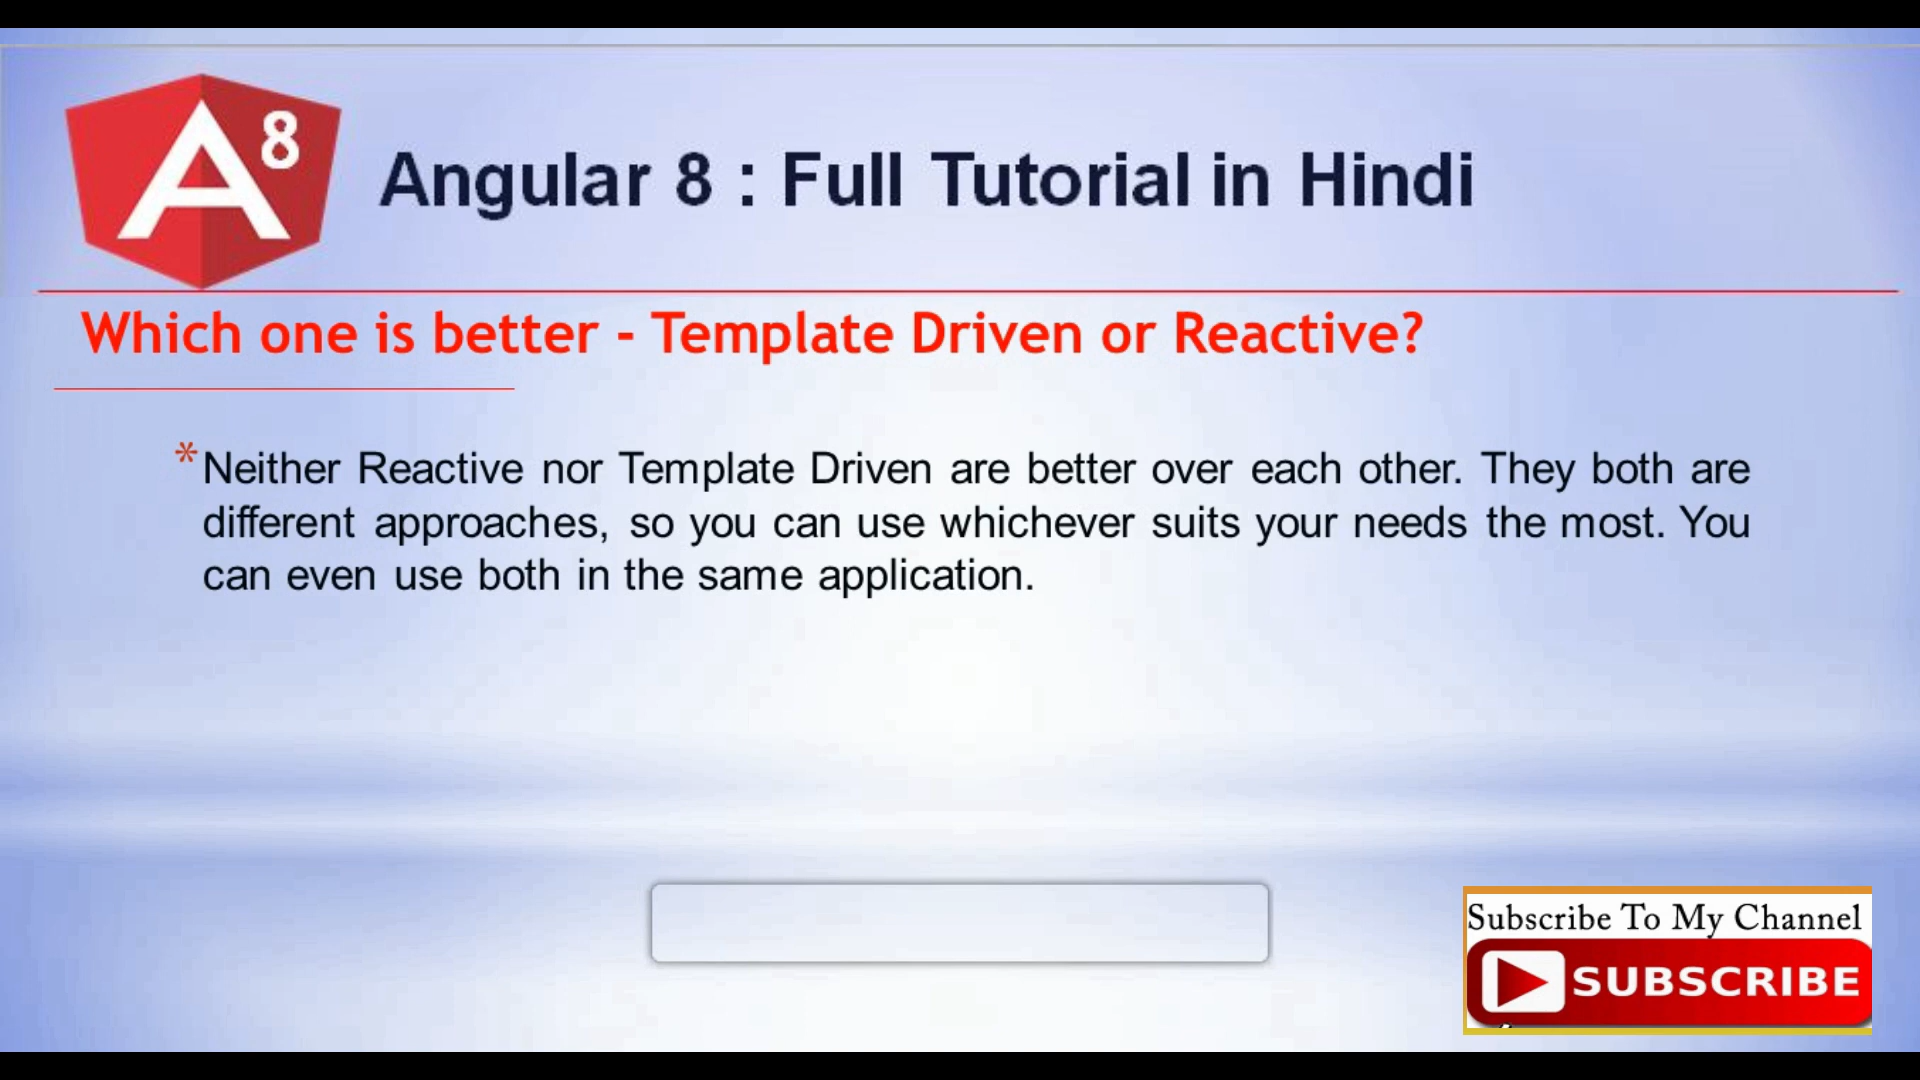 A8
Angular 8 : Full Tutorial in Hindi
Which one is better - Template Driven or Reactive?
*Neither Reactive nor Template Driven are better over each other. They both are
different approaches, so you can use whichever suits your needs the most. You
can even use both in the same application.
Subscribe To My Channel
SUBSCRIBE